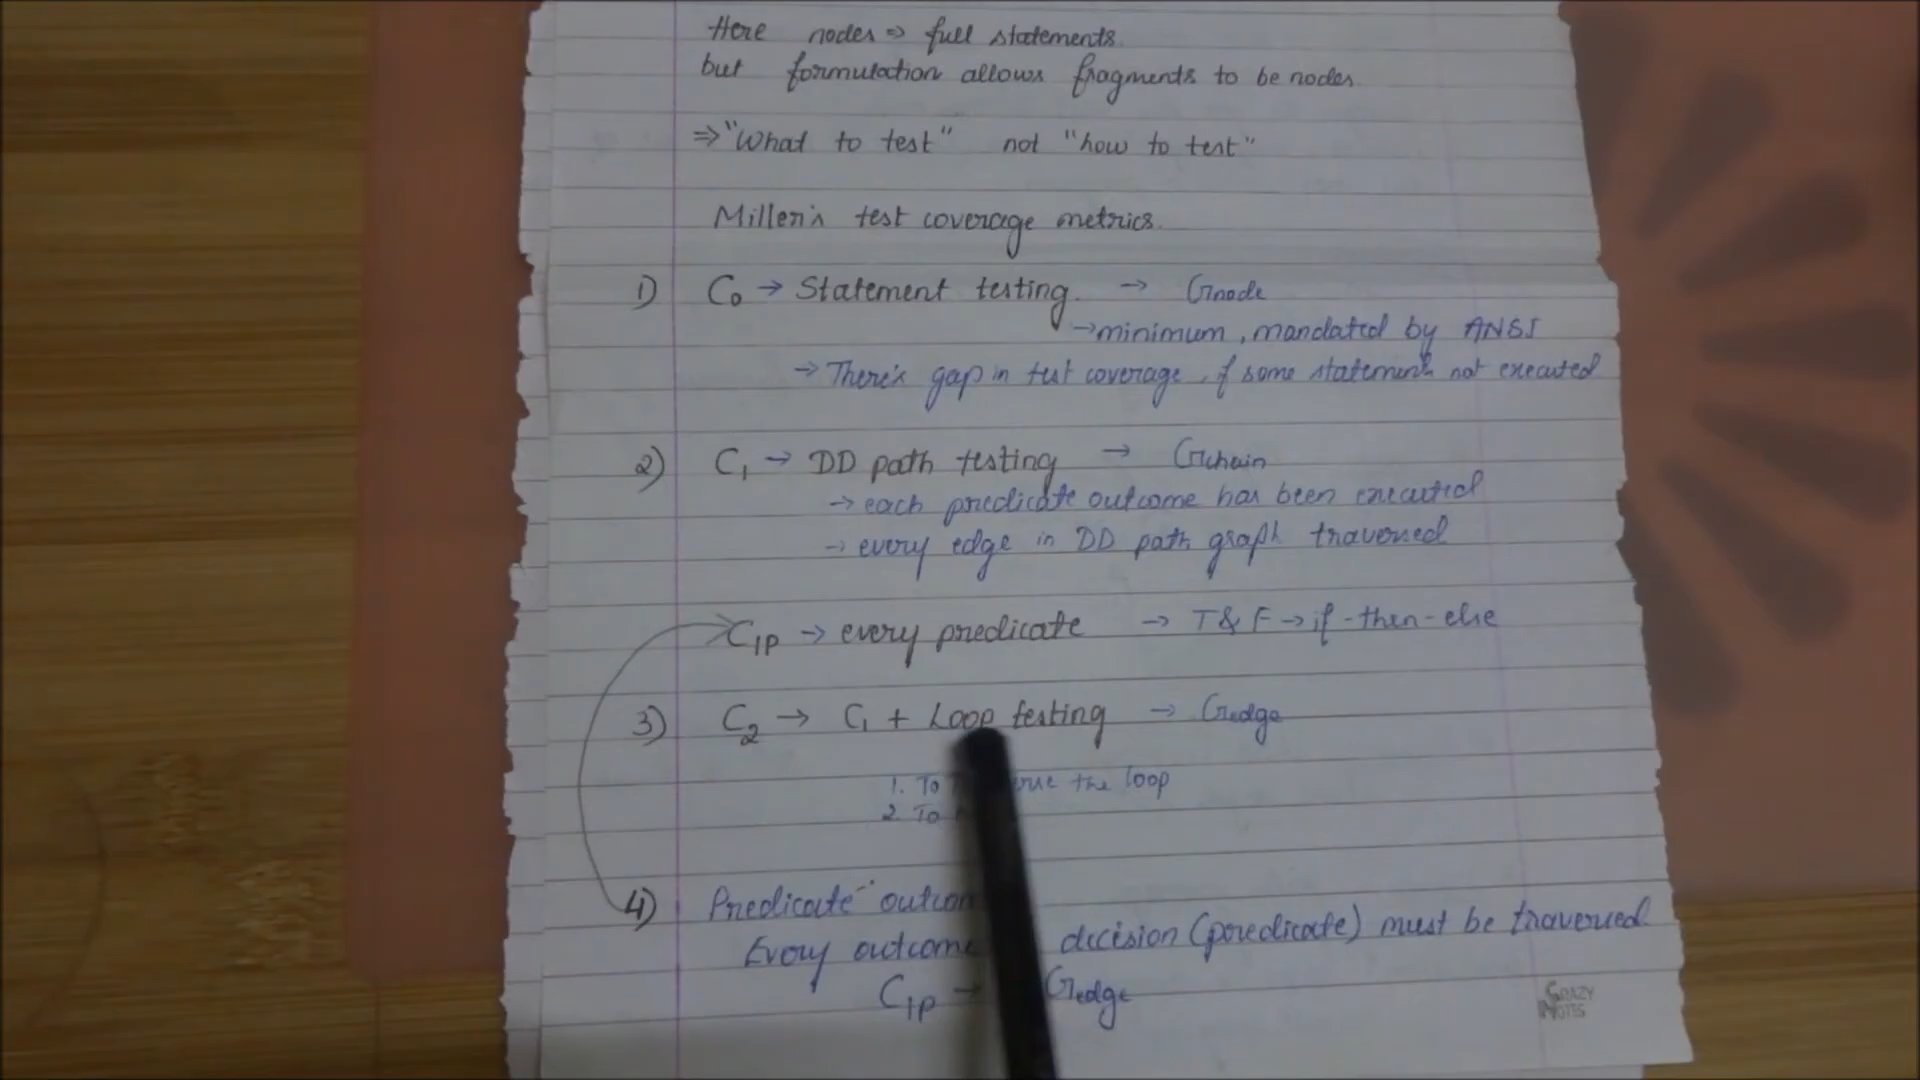 Here nodes ⇒ full statements.
but formulation allows fragments to be nodes.
⇒ "What to test" not "how to test"
Miller's test coverage metrics.
1) C0 → Statement testing. → Gnode
→ minimum, mandated by ANSI
→ There's gap in test coverage, if some statements not executed
2) C1 → DD path testing → Gchain
→ each predicate outcome has been executed
→ every edge in DD path graph traversed
C1P → every predicate → T & F → if-then-else
3) C2 → C1 + Loop testing → Gedge
1. To the loop
2. To
4) Predicate
Every outcome decision (predicate) must be traversed
C1P → Gedge
CRAZY
NOTES